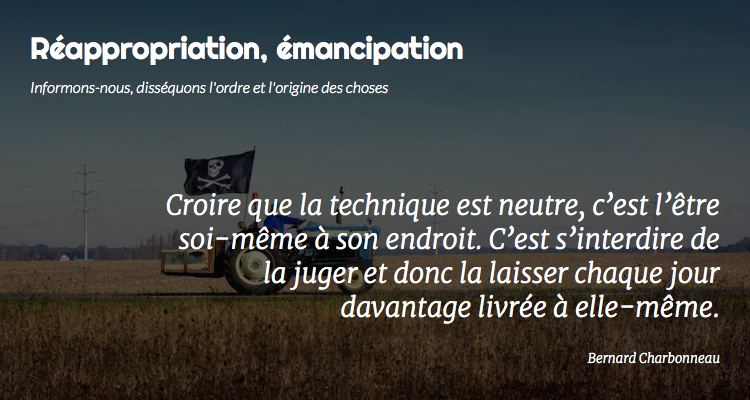 Réappropriation, émancipation
Informons-nous, disséquons l'ordre et l'origine des choses
Croire que la technique est neutre, c’est l’être
soi-même à son endroit. C’est s’interdire de
la juger et donc la laisser chaque jour
davantage livrée à elle-même.
Bernard Charbonneau